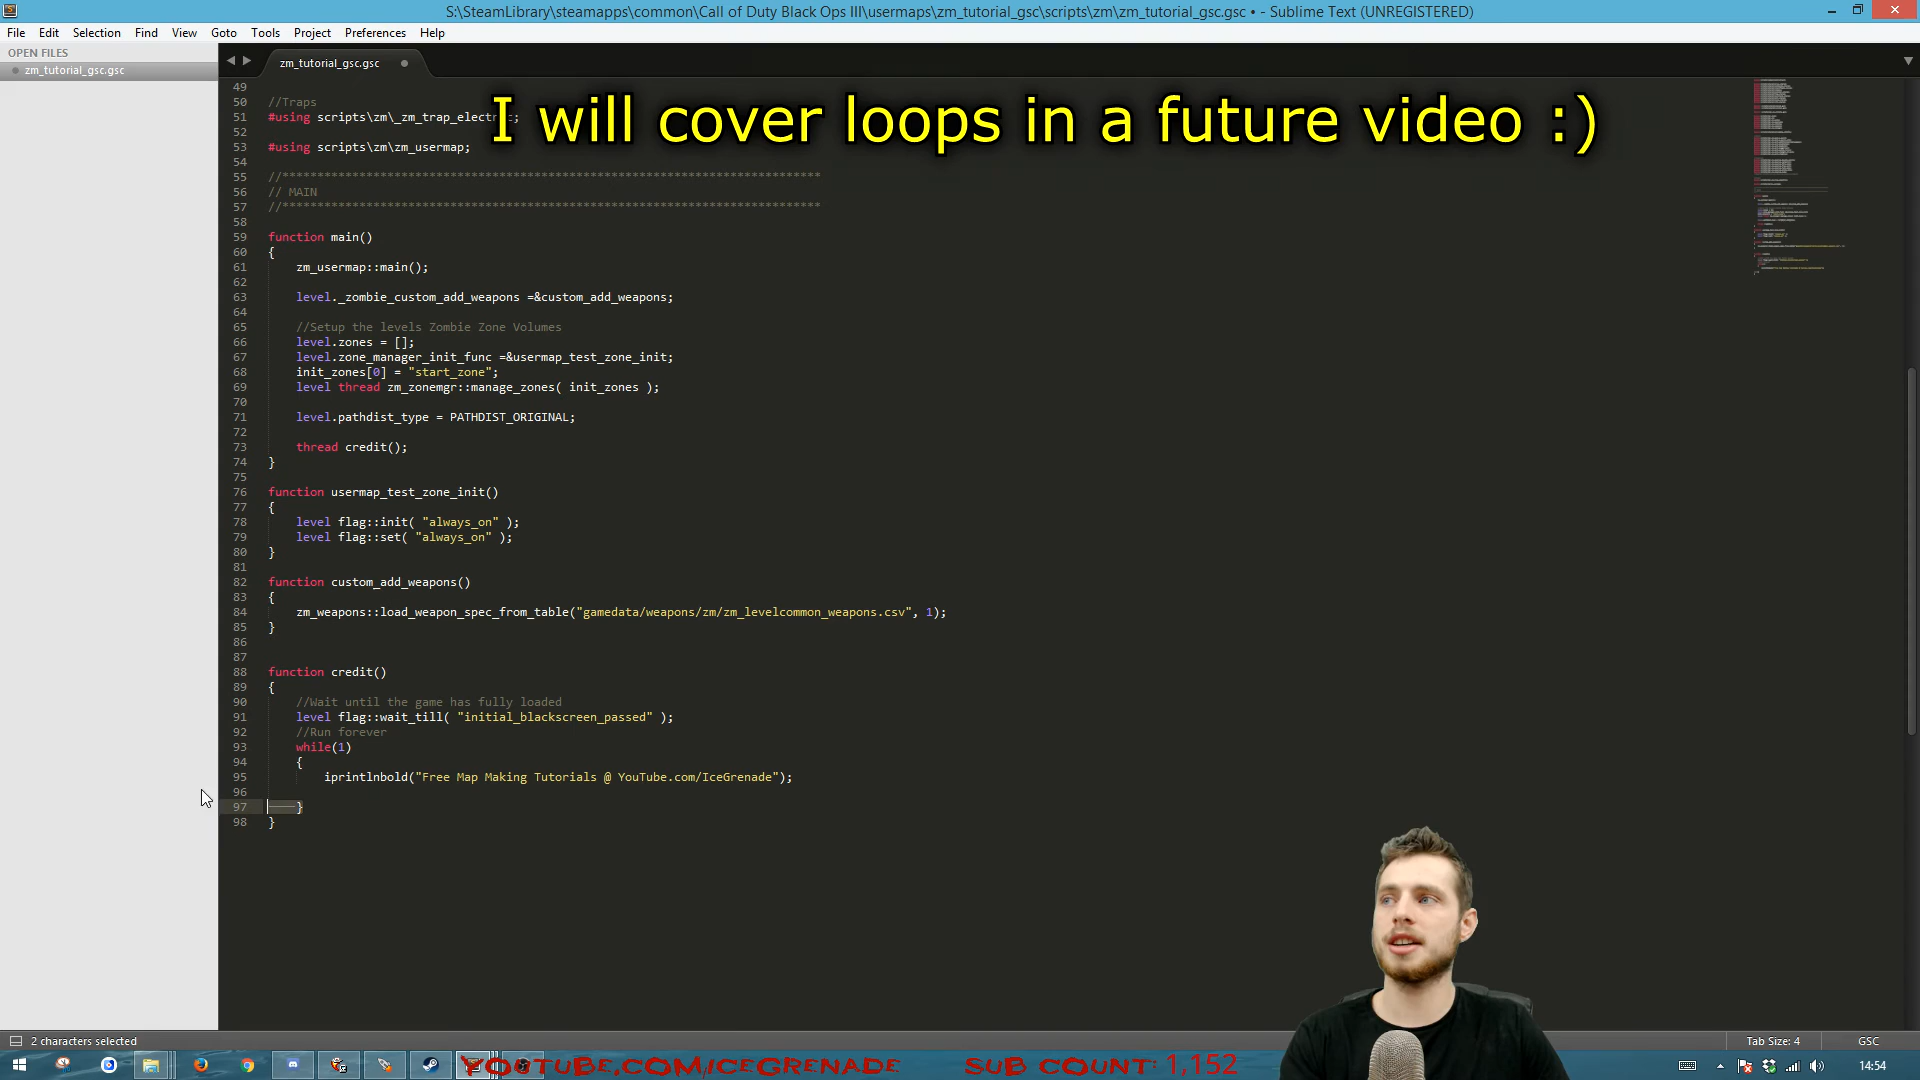 S:\SteamLibrary\steamapps\common\Call of Duty Black Ops III\usermaps\zm_tutorial_gsc\scripts\zm\zm_tutorial_gsc.gsc • - Sublime Text (UNREGISTERED)
File Edit Selection Find View Goto Tools Project Preferences Help
OPEN FILES
zm_tutorial_gsc.gsc
zm_tutorial_gsc.gsc
I will cover loops in a future video :)
49
50 //Traps
51 #using scripts\zm\_zm_trap_electric;
52
53 #using scripts\zm\zm_usermap;
54
55 //*****************************************************************************
56 // MAIN
57 //*****************************************************************************
58
59 function main()
60 {
61 zm_usermap::main();
62
63 level._zombie_custom_add_weapons =&custom_add_weapons;
64
65 //Setup the levels Zombie Zone Volumes
66 level.zones = [];
67 level.zone_manager_init_func =&usermap_test_zone_init;
68 init_zones[0] = "start_zone";
69 level thread zm_zonemgr::manage_zones( init_zones );
70
71 level.pathdist_type = PATHDIST_ORIGINAL;
72
73 thread credit();
74 }
75
76 function usermap_test_zone_init()
77 {
78 level flag::init( "always_on" );
79 level flag::set( "always_on" );
80 }
81
82 function custom_add_weapons()
83 {
84 zm_weapons::load_weapon_spec_from_table("gamedata/weapons/zm/zm_levelcommon_weapons.csv", 1);
85 }
86
87
88 function credit()
89 {
90 //Wait until the game has fully loaded
91 level flag::wait_till( "initial_blackscreen_passed" );
92 //Run forever
93 while(1)
94 {
95 iprintlnbold("Free Map Making Tutorials @ YouTube.com/IceGrenade");
96
97 }
98 }
2 characters selected
Tab Size: 4 GSC
YOUTUBE.COM/ICEGRENADE SUB COUNT: 1,152
14:54